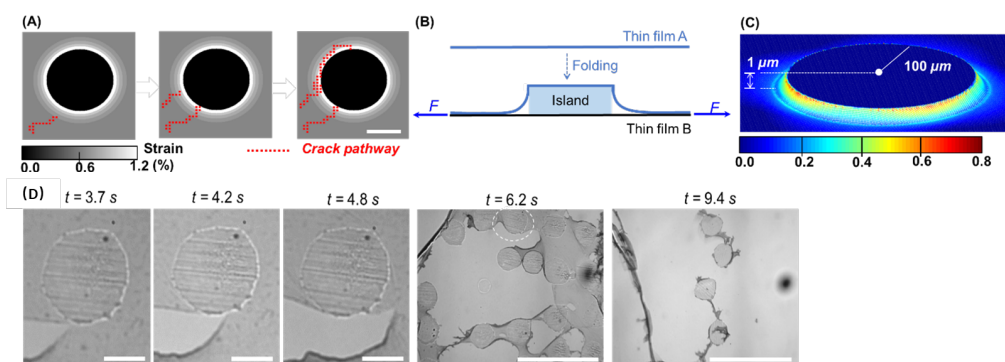 (A)
0.0 0.6 1.2 (%)
Strain
Crack pathway
(B)
Thin film A
Folding
Island
F
F
Thin film B
(C)
1 μm
100 μm
0.0 0.2 0.4 0.6 0.8
(D)
t = 3.7 s
t = 4.2 s
t = 4.8 s
t = 6.2 s
t = 9.4 s